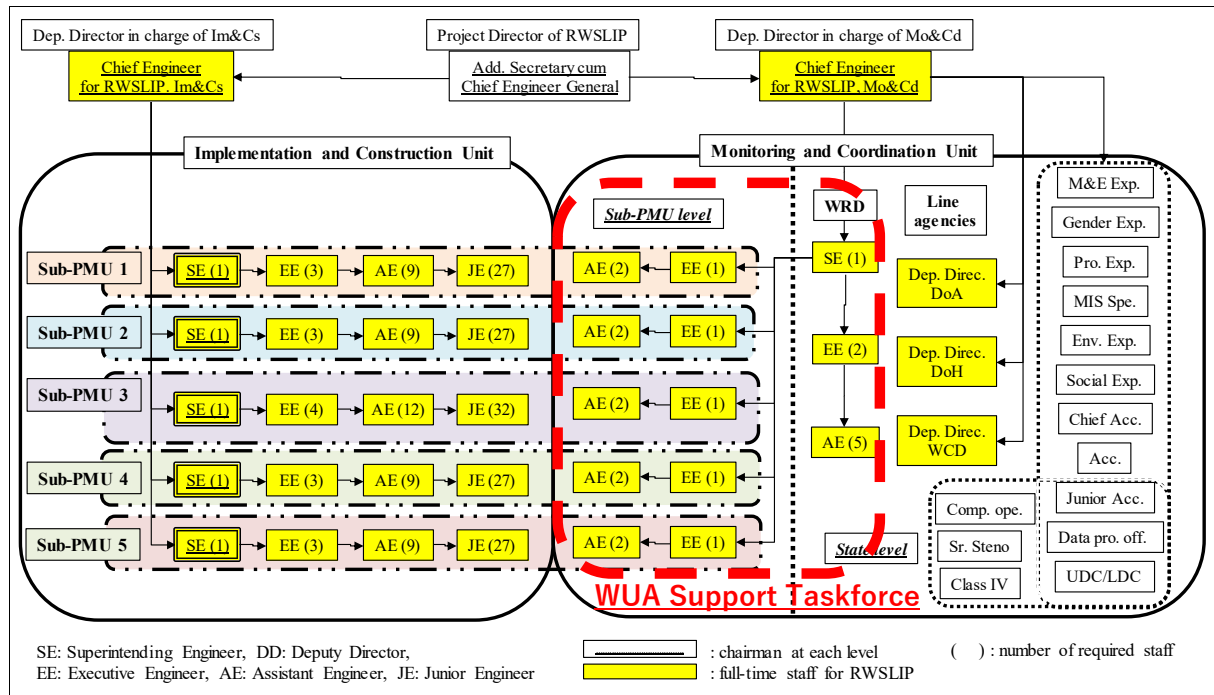 Dep. Director in charge of Im&Cs
Project Director of RWSLIP
Dep. Director in charge of Mo&Cd
Chief Engineer
for RWSLIP. Im&Cs
Add. Secretary cum
Chief Engineer General
Chief Engineer
for RWSLIP, Mo&Cd
Implementation and Construction Unit
Monitoring and Coordination Unit
Sub-PMU level
WRD
Line
agencies
M&E Exp.
Gender Exp.
Pro. Exp.
MIS Spe.
Env. Exp.
Social Exp.
Chief Acc.
Acc.
Junior Acc.
Data pro. off.
UDC/LDC
Comp. ope.
Sr. Steno
Class IV
SE (1)
EE (2)
AE (5)
Dep. Direc.
DoA
Dep. Direc.
DoH
Dep. Direc.
WCD
State level
Sub-PMU 1
SE (1)
EE (3)
AE (9)
JE (27)
AE (2)
EE (1)
Sub-PMU 2
SE (1)
EE (3)
AE (9)
JE (27)
AE (2)
EE (1)
Sub-PMU 3
SE (1)
EE (4)
AE (12)
JE (32)
AE (2)
EE (1)
Sub-PMU 4
SE (1)
EE (3)
AE (9)
JE (27)
AE (2)
EE (1)
Sub-PMU 5
SE (1)
EE (3)
AE (9)
JE (27)
AE (2)
EE (1)
WUA Support Taskforce
SE: Superintending Engineer, DD: Deputy Director,
EE: Executive Engineer, AE: Assistant Engineer, JE: Junior Engineer
: chairman at each level
: full-time staff for RWSLIP
( ) : number of required staff